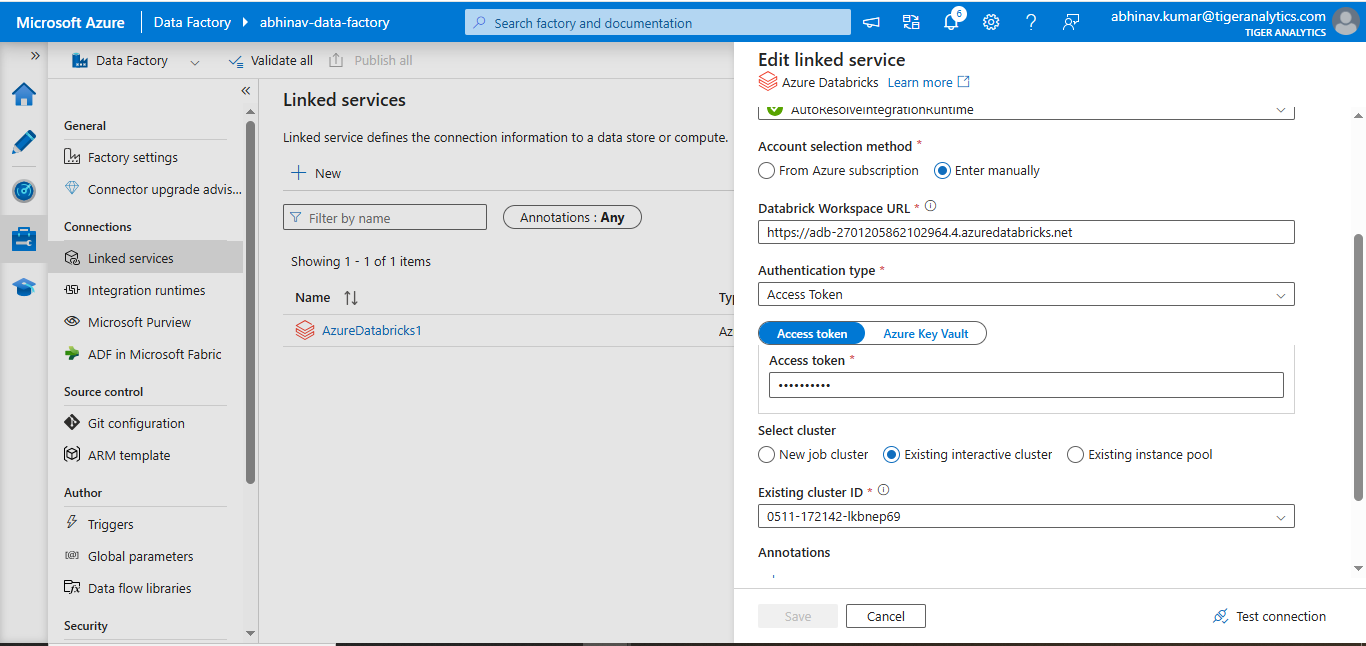 Microsoft Azure
Data Factory
abhinav-data-factory
Search factory and documentation
6
abhinav.kumar@tigeranalytics.com
TIGER ANALYTICS
Data Factory
Validate all
Publish all
General
Factory settings
Connector upgrade advis...
Connections
Linked services
Integration runtimes
Microsoft Purview
ADF in Microsoft Fabric
Source control
Git configuration
ARM template
Author
Triggers
Global parameters
Data flow libraries
Security
Linked services
Linked service defines the connection information to a data store or compute.
New
Filter by name
Annotations : Any
Showing 1 - 1 of 1 items
Name
AzureDatabricks1
Az
Edit linked service
Azure Databricks Learn more
AutoResolveIntegrationRuntime
Account selection method *
From Azure subscription Enter manually
Databrick Workspace URL *
https://adb-2701205862102964.4.azuredatabricks.net
Authentication type *
Access Token
Access token Azure Key Vault
Access token *
••••••••••
Select cluster
New job cluster Existing interactive cluster Existing instance pool
Existing cluster ID *
0511-172142-lkbnep69
Annotations
Save Cancel Test connection